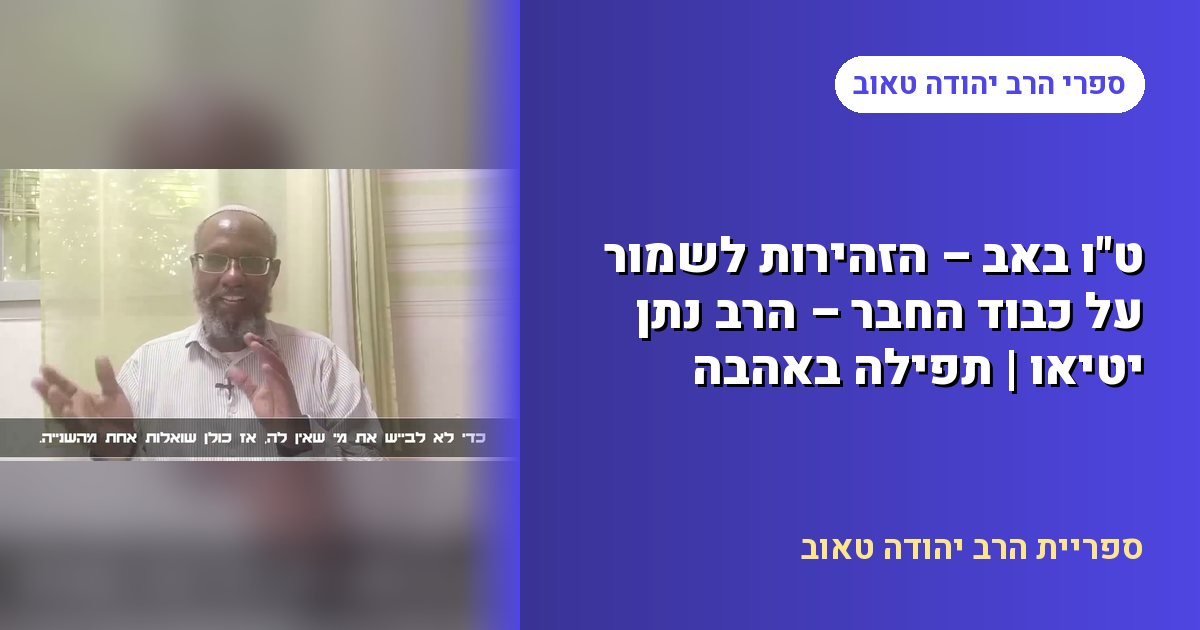 ספרי הרב יהודה טאוב
ט"ו באב – הזהירות לשמור
על כבוד החבר – הרב נתן
יטיאו | תפילה באהבה
כדי לא לבייש את מי שאין לה, אז כולן שואלות אחת מהשנייה.
ספריית הרב יהודה טאוב